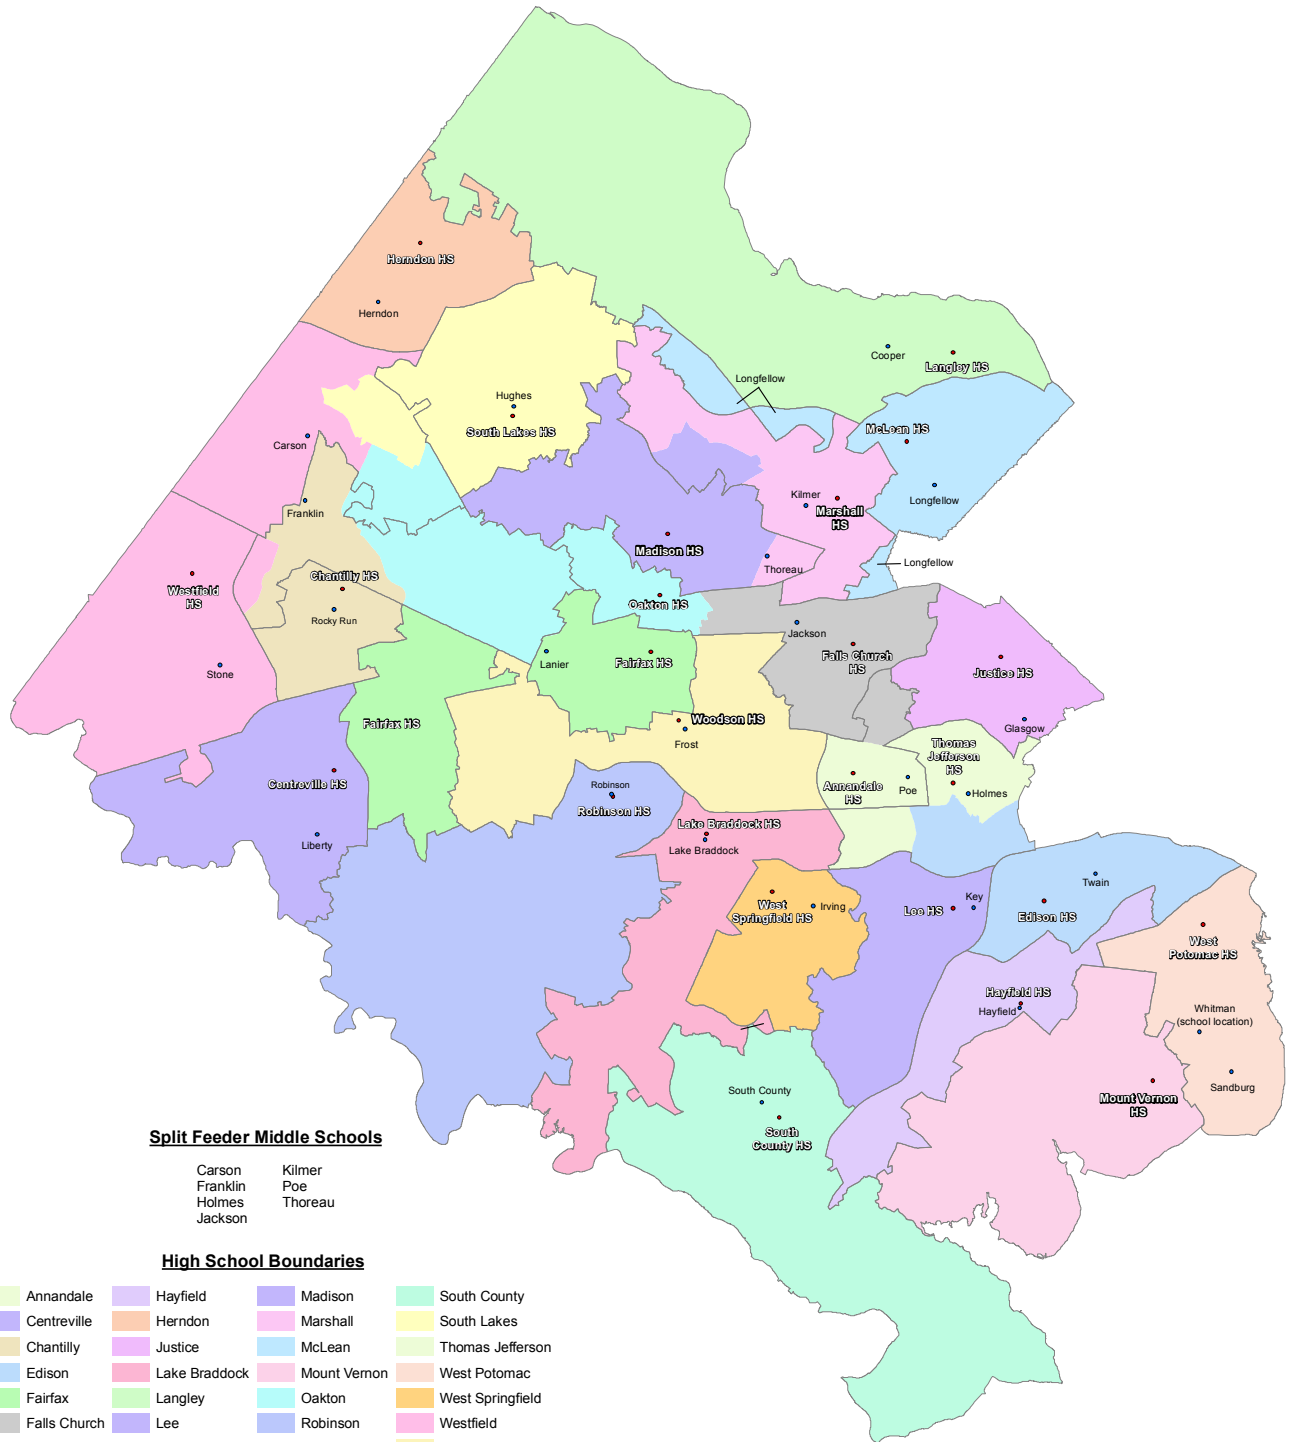 Herndon HS
Herndon
Cooper
Langley HS
Longfellow
Hughes
South Lakes HS
McLean HS
Carson
Longfellow
Kilmer
Marshall
HS
Franklin
Madison HS
Thoreau
Longfellow
Westfield
HS
Chantilly HS
Rocky Run
Oakton HS
Jackson
Falls Church
HS
Lanier
Fairfax HS
Justice HS
Stone
Fairfax HS
Woodson HS
Frost
Glasgow
Thomas
Jefferson
HS
Centreville HS
Robinson
Robinson HS
Annandale
HS
Poe
Holmes
Liberty
Lake Braddock HS
Lake Braddock
Twain
West
Springfield HS
Irving
Lee HS
Key
Edison HS
West
Potomac HS
Hayfield HS
Hayfield
Whitman
(school location)
South County
South
County HS
Sandburg
Mount Vernon
HS
Split Feeder Middle Schools
Carson Kilmer
Franklin Poe
Holmes Thoreau
Jackson
High School Boundaries
Annandale Hayfield Madison South County
Centreville Herndon Marshall South Lakes
Chantilly Justice McLean Thomas Jefferson
Edison Lake Braddock Mount Vernon West Potomac
Fairfax Langley Oakton West Springfield
Falls Church Lee Robinson Westfield